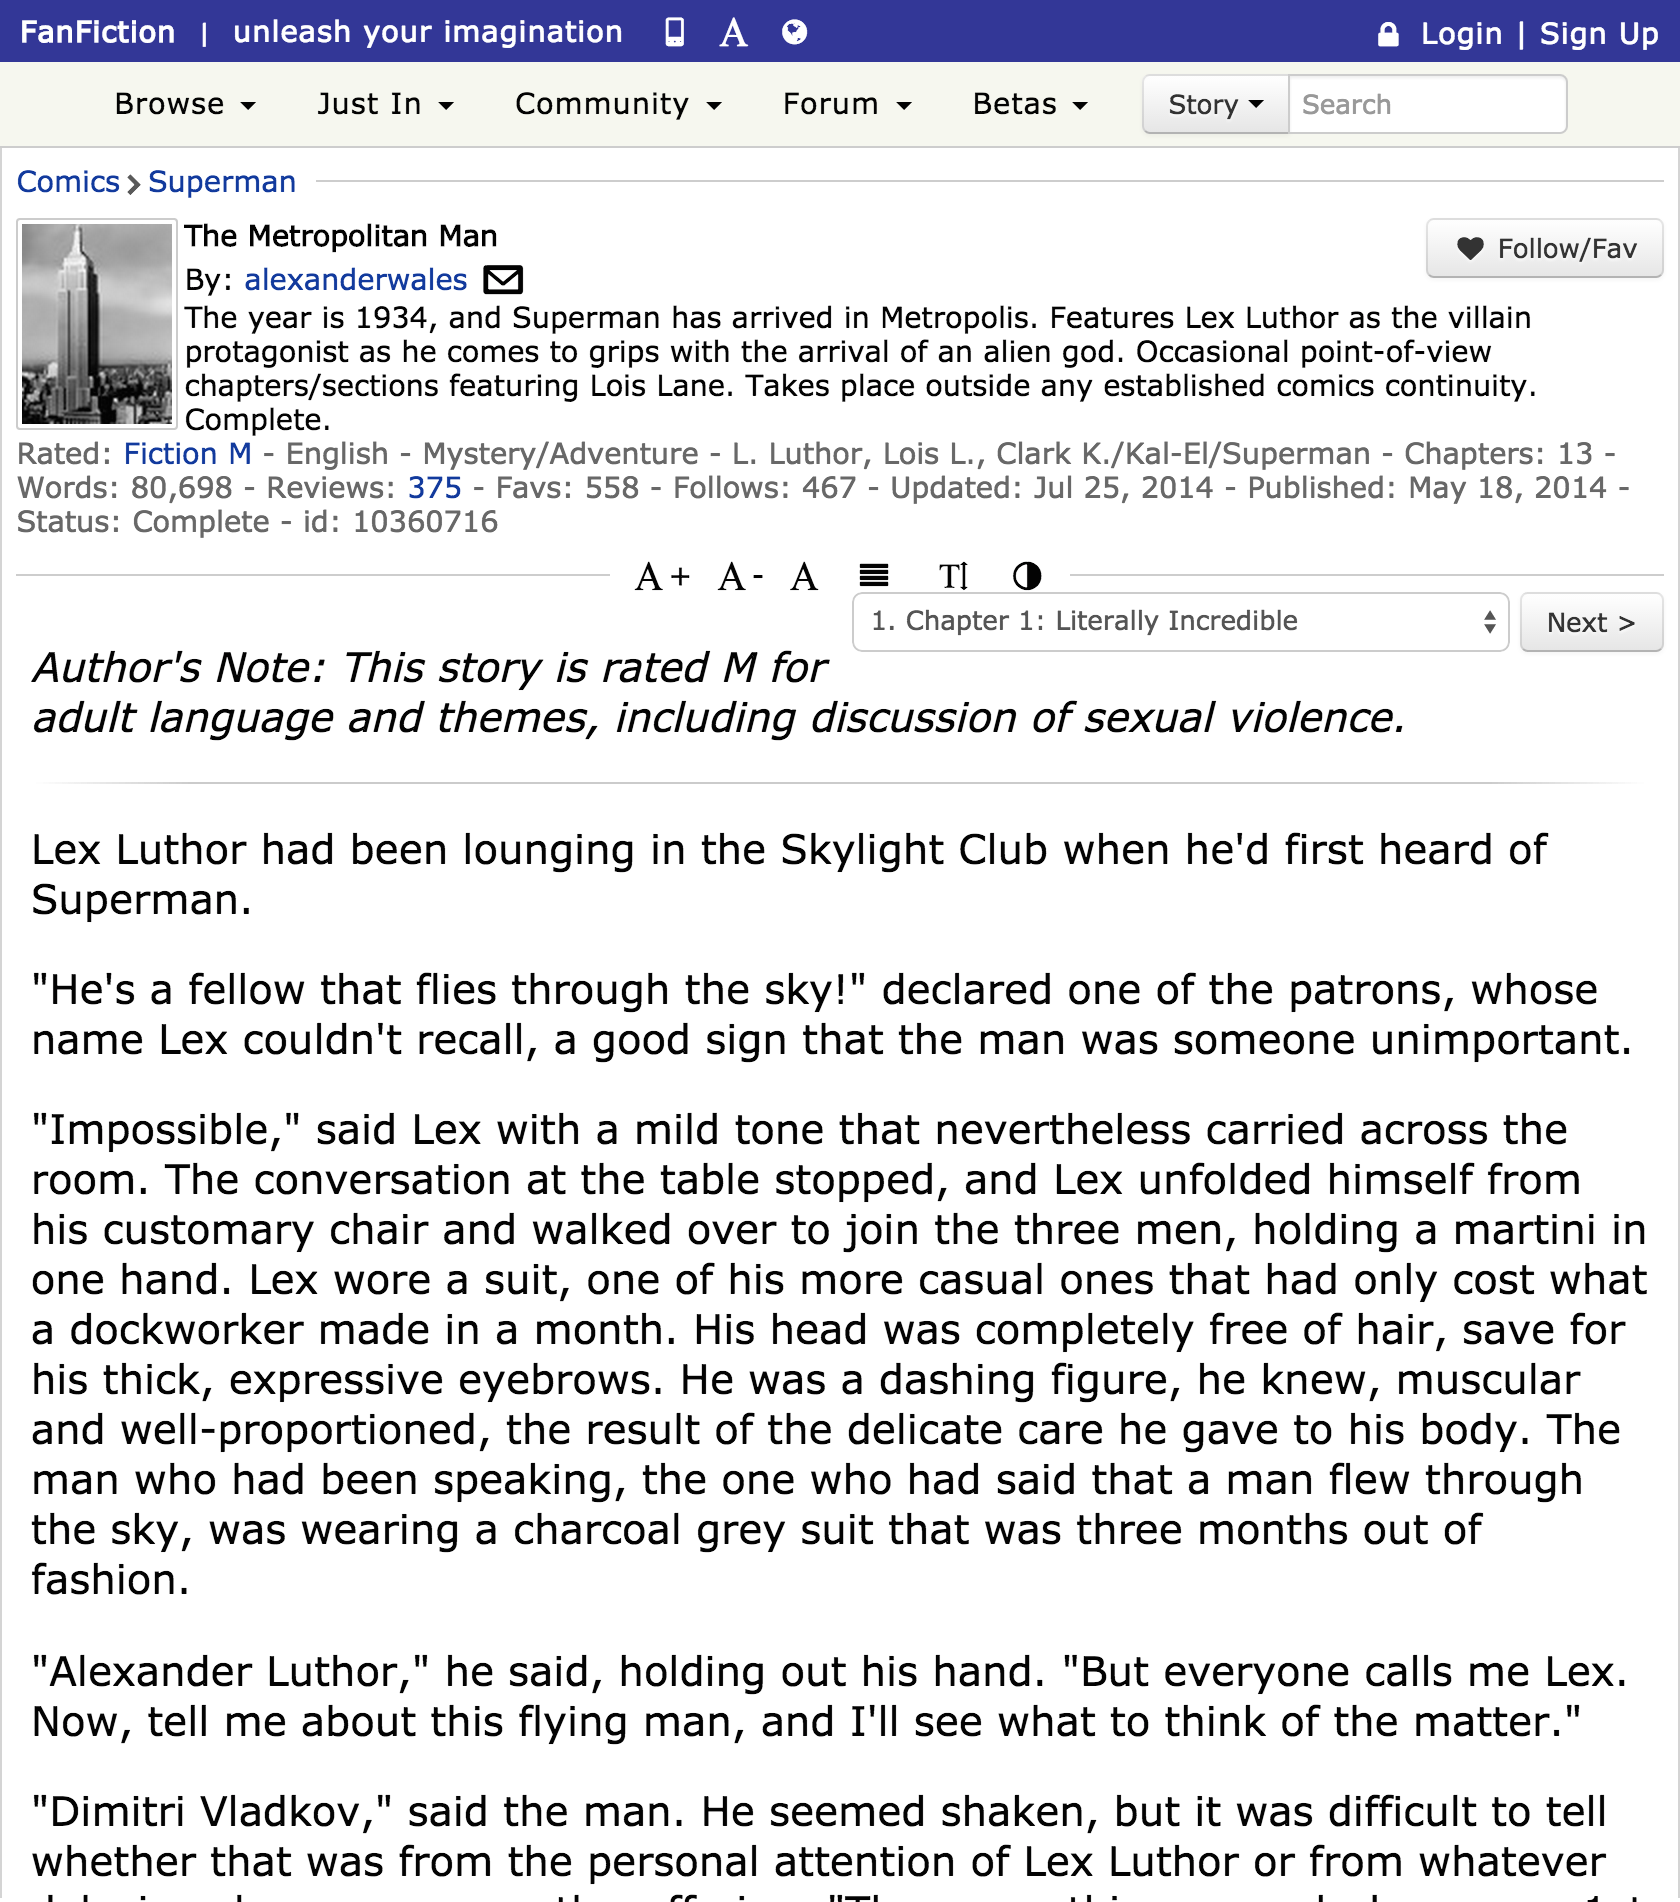 FanFiction | unleash your imagination A Login | Sign Up
Browse Just In Community Forum Betas Story Search
Comics > Superman
The Metropolitan Man
Follow/Fav
By: alexanderwales
The year is 1934, and Superman has arrived in Metropolis. Features Lex Luthor as the villain
protagonist as he comes to grips with the arrival of an alien god. Occasional point-of-view
chapters/sections featuring Lois Lane. Takes place outside any established comics continuity.
Complete.
Rated: Fiction M - English - Mystery/Adventure - L. Luthor, Lois L., Clark K./Kal-El/Superman - Chapters: 13 -
Words: 80,698 - Reviews: 375 - Favs: 558 - Follows: 467 - Updated: Jul 25, 2014 - Published: May 18, 2014 -
Status: Complete - id: 10360716
A+ A- A T
1. Chapter 1: Literally Incredible Next >
Author's Note: This story is rated M for
adult language and themes, including discussion of sexual violence.
Lex Luthor had been lounging in the Skylight Club when he'd first heard of
Superman.
"He's a fellow that flies through the sky!" declared one of the patrons, whose
name Lex couldn't recall, a good sign that the man was someone unimportant.
"Impossible," said Lex with a mild tone that nevertheless carried across the
room. The conversation at the table stopped, and Lex unfolded himself from
his customary chair and walked over to join the three men, holding a martini in
one hand. Lex wore a suit, one of his more casual ones that had only cost what
a dockworker made in a month. His head was completely free of hair, save for
his thick, expressive eyebrows. He was a dashing figure, he knew, muscular
and well-proportioned, the result of the delicate care he gave to his body. The
man who had been speaking, the one who had said that a man flew through
the sky, was wearing a charcoal grey suit that was three months out of
fashion.
"Alexander Luthor," he said, holding out his hand. "But everyone calls me Lex.
Now, tell me about this flying man, and I'll see what to think of the matter."
"Dimitri Vladkov," said the man. He seemed shaken, but it was difficult to tell
whether that was from the personal attention of Lex Luthor or from whatever